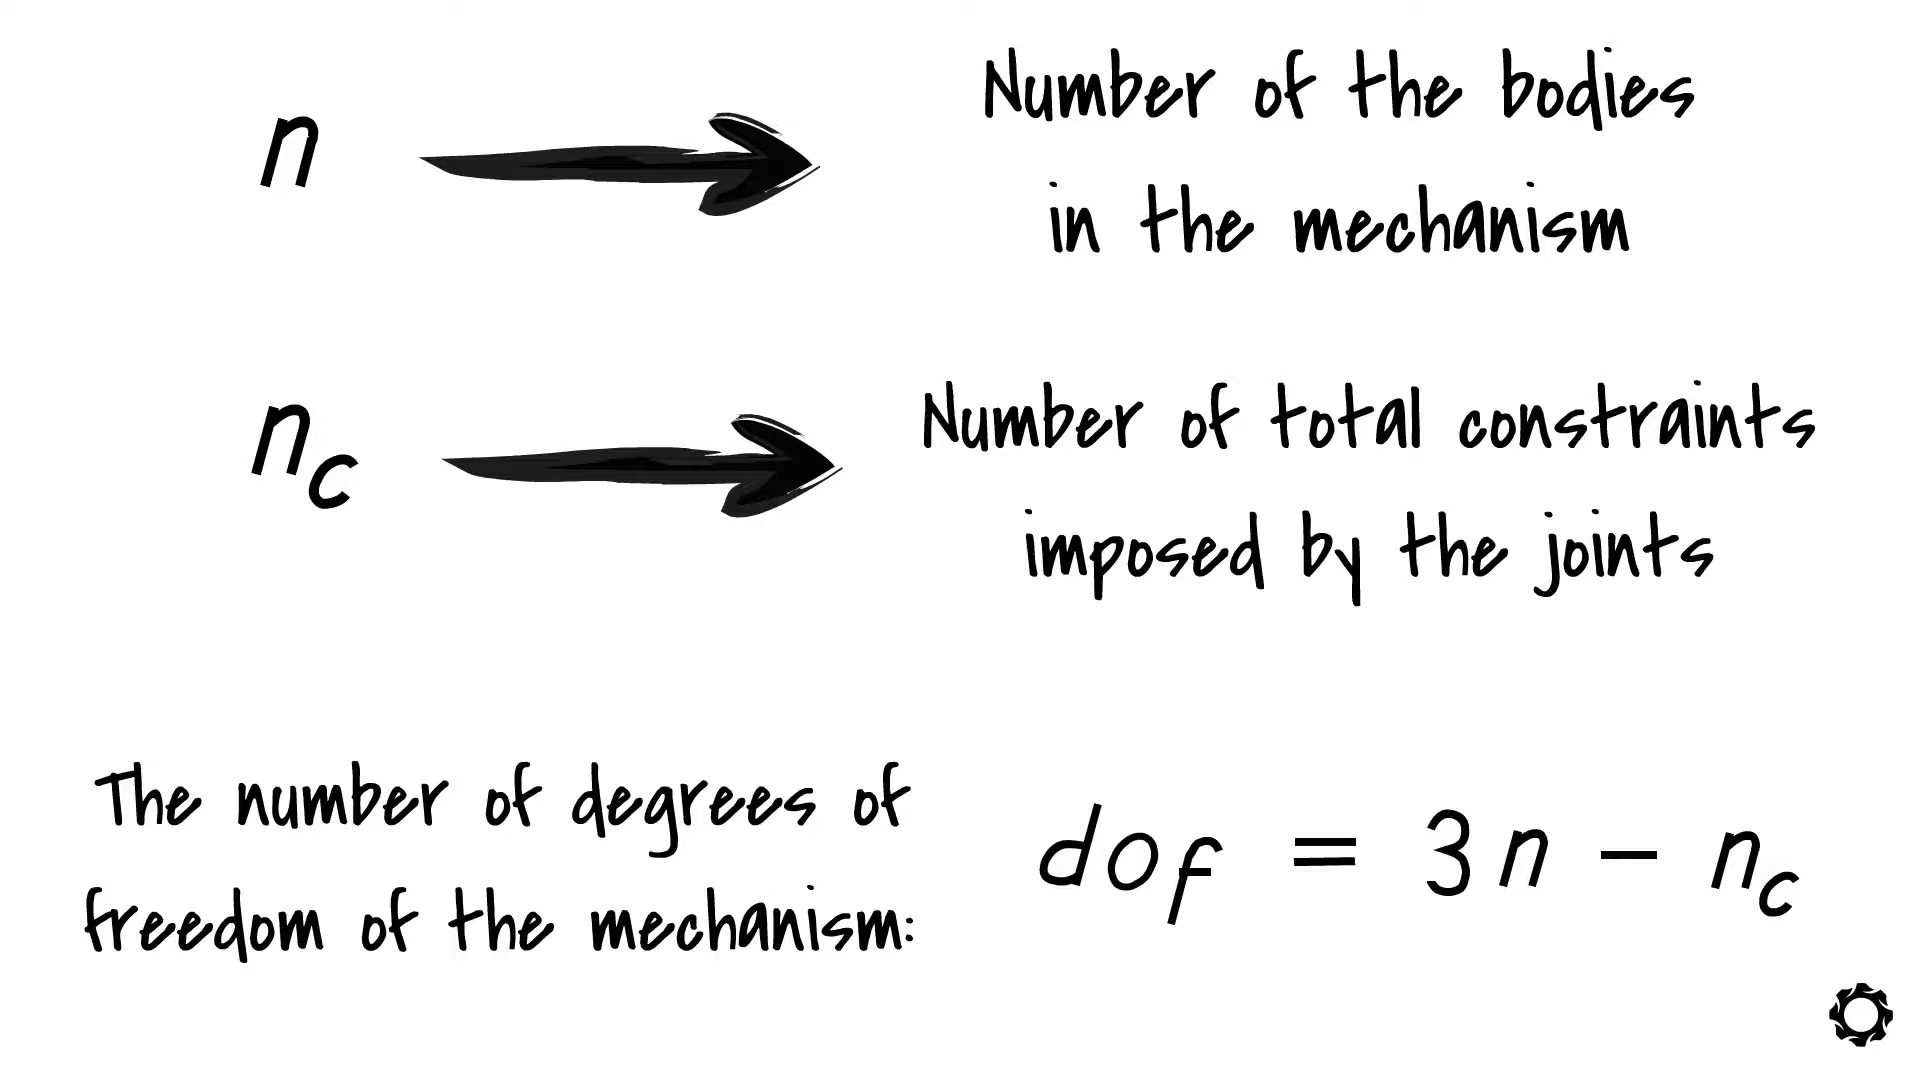 n
Number of the bodies
in the mechanism
n_c
Number of total constraints
imposed by the joints
The number of degrees of
freedom of the mechanism:
dof = 3n − n_c